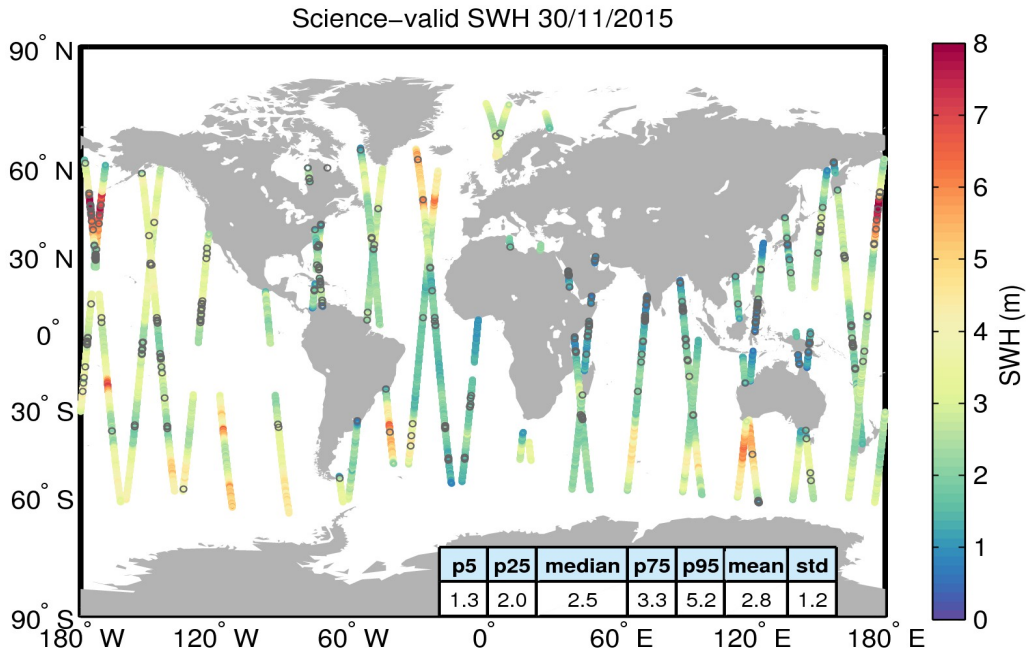 Science−valid SWH 30/11/2015
90° N
60° N
30° N
0°
30° S
60° S
90° S
180° W
120° W
60° W
0°
60° E
120° E
180° E
p5 p25 median p75 p95 mean std
1.3 2.0 2.5 3.3 5.2 2.8 1.2
8
7
6
5
4
3
2
1
0
SWH (m)